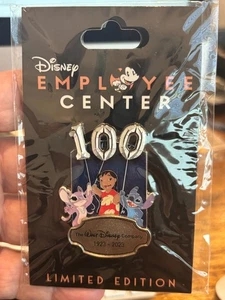 Disney
EMPLOYEE
CENTER
100
The Walt Disney Company
1923-2023
LIMITED EDITION